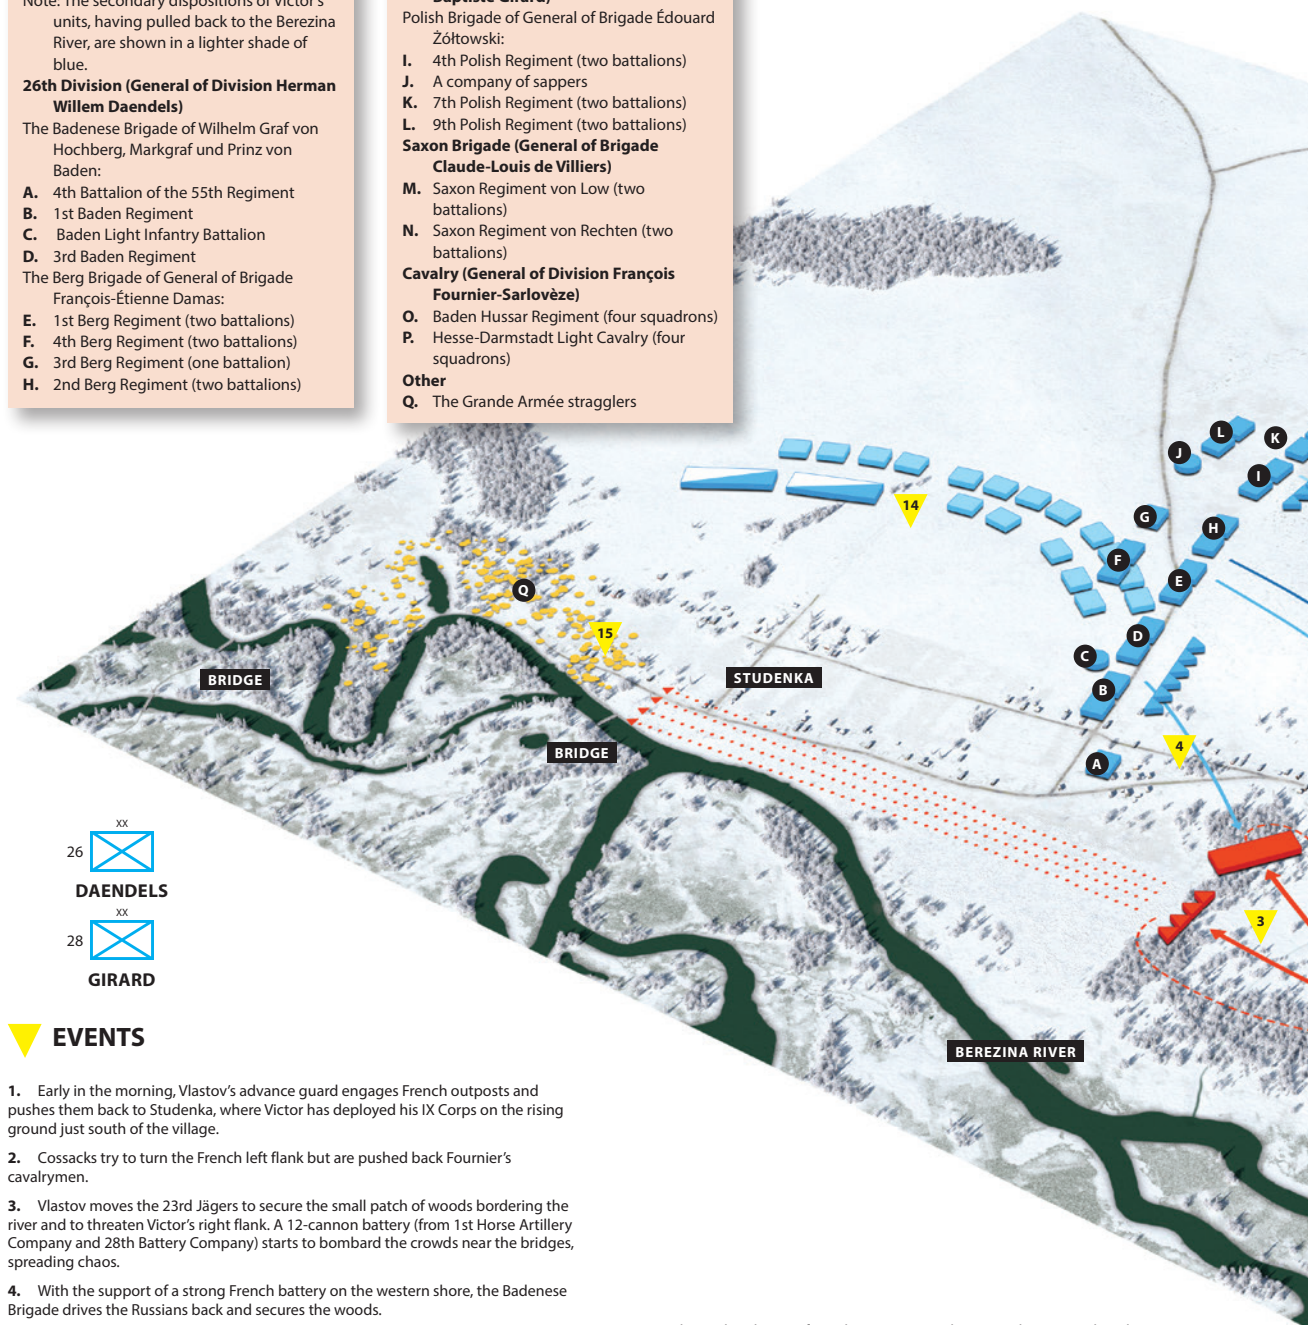 Note: The secondary dispositions of Victor's
units, having pulled back to the Berezina
River, are shown in a lighter shade of
blue.
26th Division (General of Division Herman
Willem Daendels)
The Badenese Brigade of Wilhelm Graf von
Hochberg, Markgraf und Prinz von
Baden:
A. 4th Battalion of the 55th Regiment
B. 1st Baden Regiment
C. Baden Light Infantry Battalion
D. 3rd Baden Regiment
The Berg Brigade of General of Brigade
François-Étienne Damas:
E. 1st Berg Regiment (two battalions)
F. 4th Berg Regiment (two battalions)
G. 3rd Berg Regiment (one battalion)
H. 2nd Berg Regiment (two battalions)
Baptiste Girard)
Polish Brigade of General of Brigade Édouard
Żółtowski:
I. 4th Polish Regiment (two battalions)
J. A company of sappers
K. 7th Polish Regiment (two battalions)
L. 9th Polish Regiment (two battalions)
Saxon Brigade (General of Brigade
Claude-Louis de Villiers)
M. Saxon Regiment von Low (two
battalions)
N. Saxon Regiment von Rechten (two
battalions)
Cavalry (General of Division François
Fournier-Sarlovèze)
O. Baden Hussar Regiment (four squadrons)
P. Hesse-Darmstadt Light Cavalry (four
squadrons)
Other
Q. The Grande Armée stragglers
L
K
J
I
14
G
H
F
E
Q
15
D
C
BRIDGE
STUDENKA
B
4
BRIDGE
A
3
BEREZINA RIVER
xx
26
DAENDELS
xx
28
GIRARD
EVENTS
1. Early in the morning, Vlastov's advance guard engages French outposts and
pushes them back to Studenka, where Victor has deployed his IX Corps on the rising
ground just south of the village.
2. Cossacks try to turn the French left flank but are pushed back Fournier's
cavalrymen.
3. Vlastov moves the 23rd Jägers to secure the small patch of woods bordering the
river and to threaten Victor's right flank. A 12-cannon battery (from 1st Horse Artillery
Company and 28th Battery Company) starts to bombard the crowds near the bridges,
spreading chaos.
4. With the support of a strong French battery on the western shore, the Badenese
Brigade drives the Russians back and secures the woods.